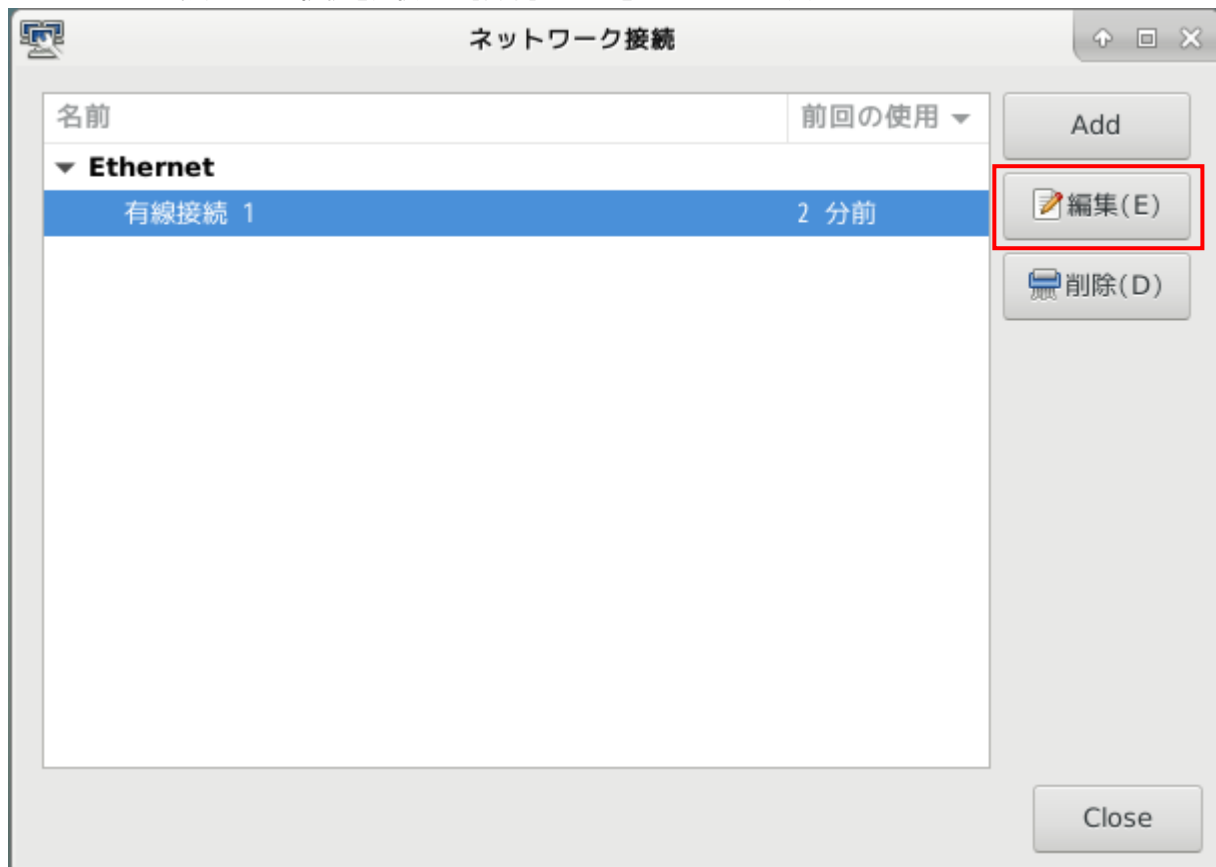 ネットワーク接続
名前 前回の使用
Add
Ethernet
有線接続 1 2 分前
編集(E)
削除(D)
Close